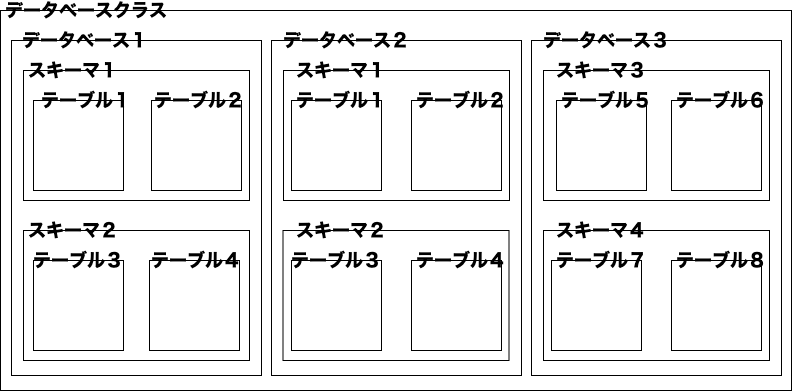 データベースクラス
データベース1
スキーマ1
テーブル1
テーブル2
スキーマ2
テーブル3
テーブル4
データベース2
スキーマ1
テーブル1
テーブル2
スキーマ2
テーブル3
テーブル4
データベース3
スキーマ3
テーブル5
テーブル6
スキーマ4
テーブル7
テーブル8